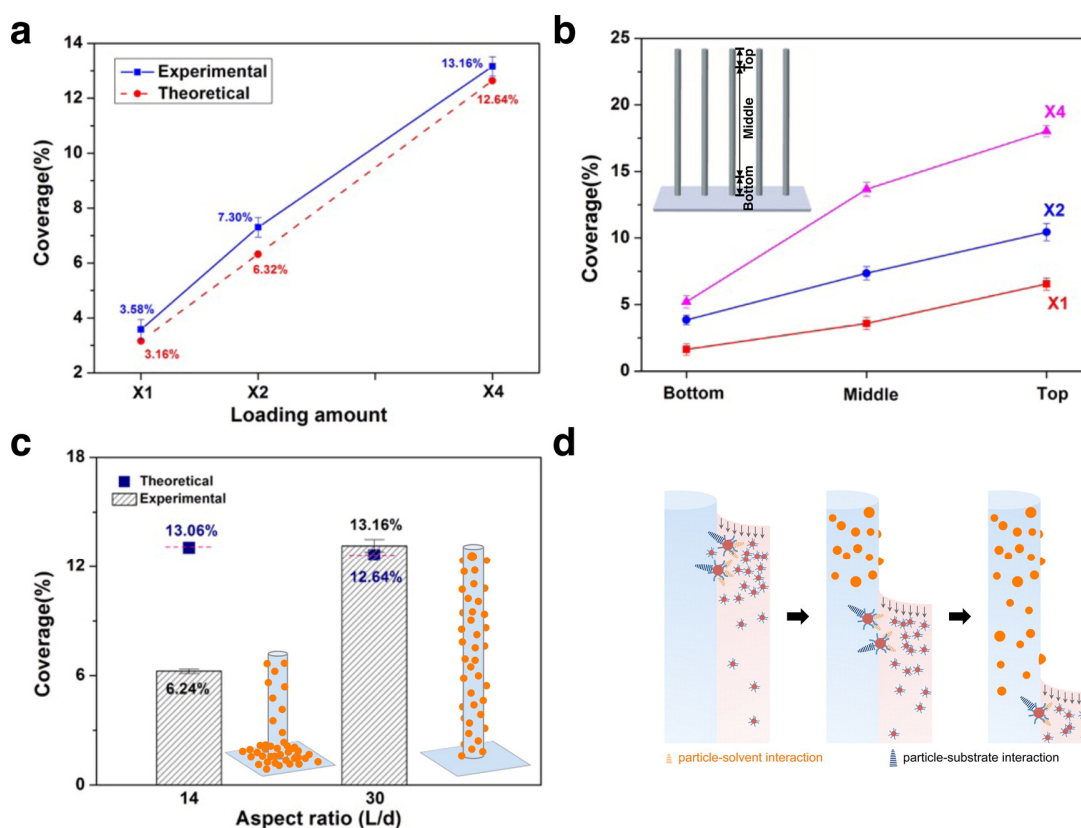 a
14
12
10
8
6
4
2
Coverage(%)
Experimental
Theoretical
3.58%
3.16%
7.30%
6.32%
13.16%
12.64%
X1
X2
X4
Loading amount
b
25
20
15
10
5
0
Coverage(%)
Top
Middle
Bottom
X4
X2
X1
Bottom
Middle
Top
c
18
12
6
0
Coverage(%)
Theoretical
Experimental
13.06%
6.24%
13.16%
12.64%
14
30
Aspect ratio (L/d)
d
particle-solvent interaction
particle-substrate interaction